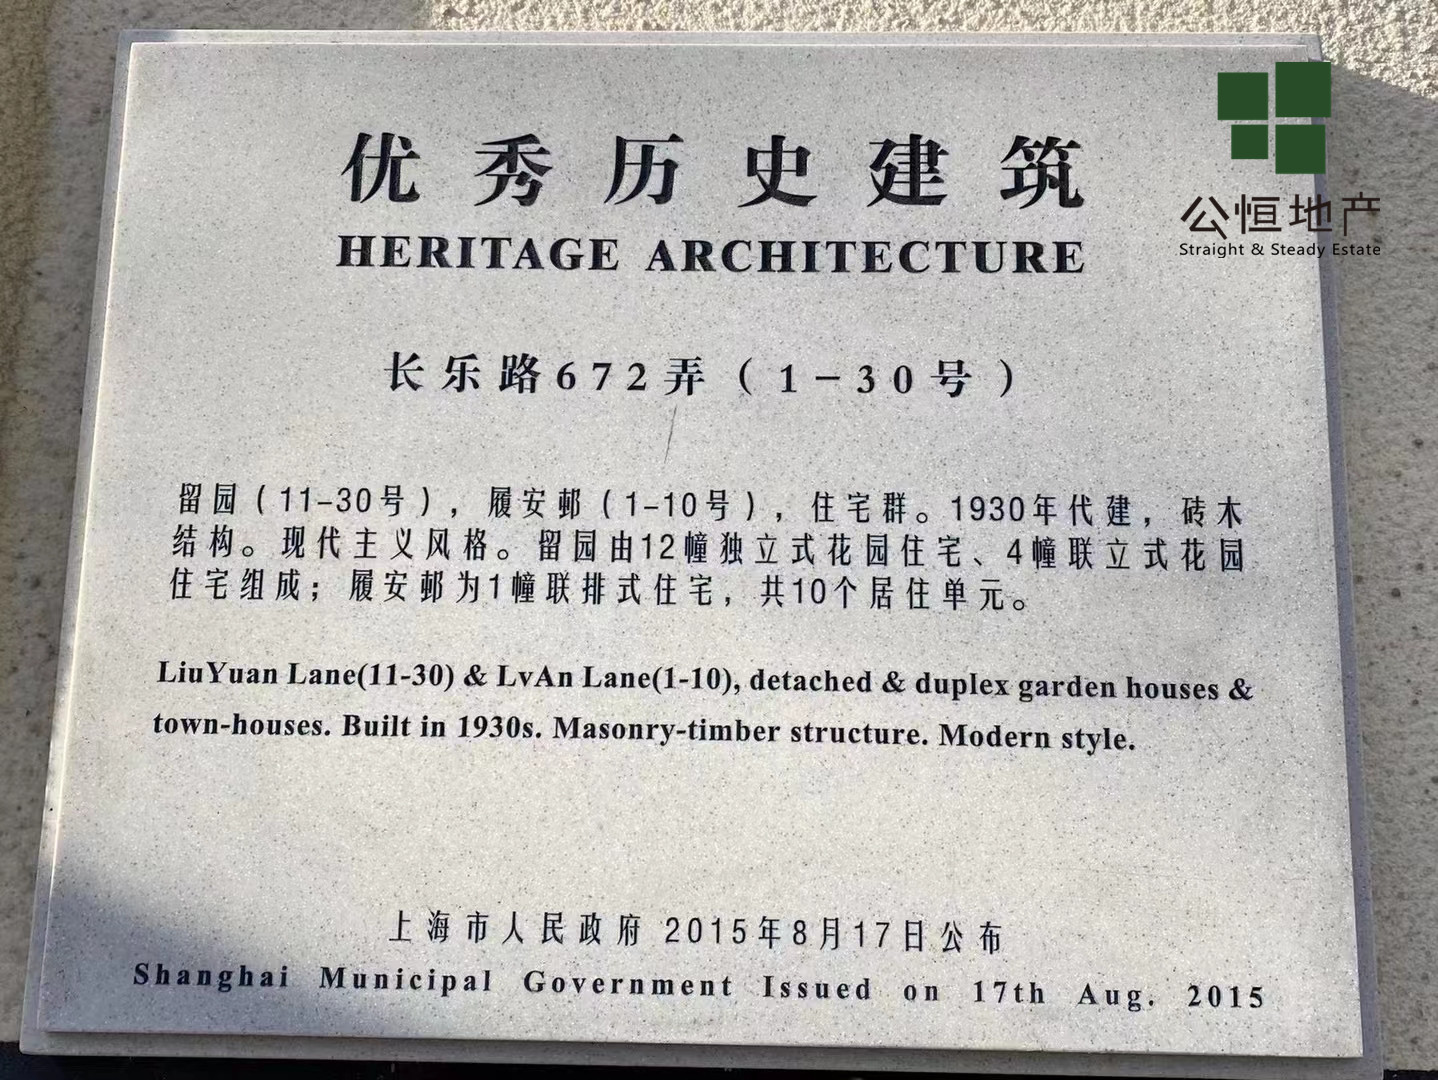 优秀历史建筑
HERITAGE ARCHITECTURE
公恒地产
Straight & Steady Estate
长乐路672弄（1－30号）
留园（11-30号），履安邨（1-10号），住宅群。1930年代建，砖木
结构。现代主义风格。留园由12幢独立式花园住宅、4幢联立式花园
住宅组成；履安邨为1幢联排式住宅，共10个居住单元。
LiuYuan Lane(11-30) & LvAn Lane(1-10), detached & duplex garden houses &
town-houses. Built in 1930s. Masonry-timber structure. Modern style.
上海市人民政府 2015年8月17日公布
Shanghai Municipal Government Issued on 17th Aug. 2015